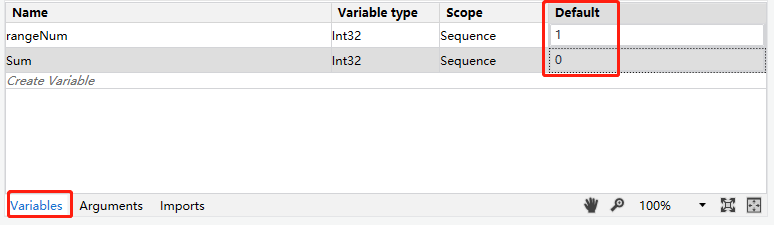 Name Variable type Scope Default
rangeNum Int32 Sequence 1
Sum Int32 Sequence 0
Create Variable
Variables Arguments Imports 100%